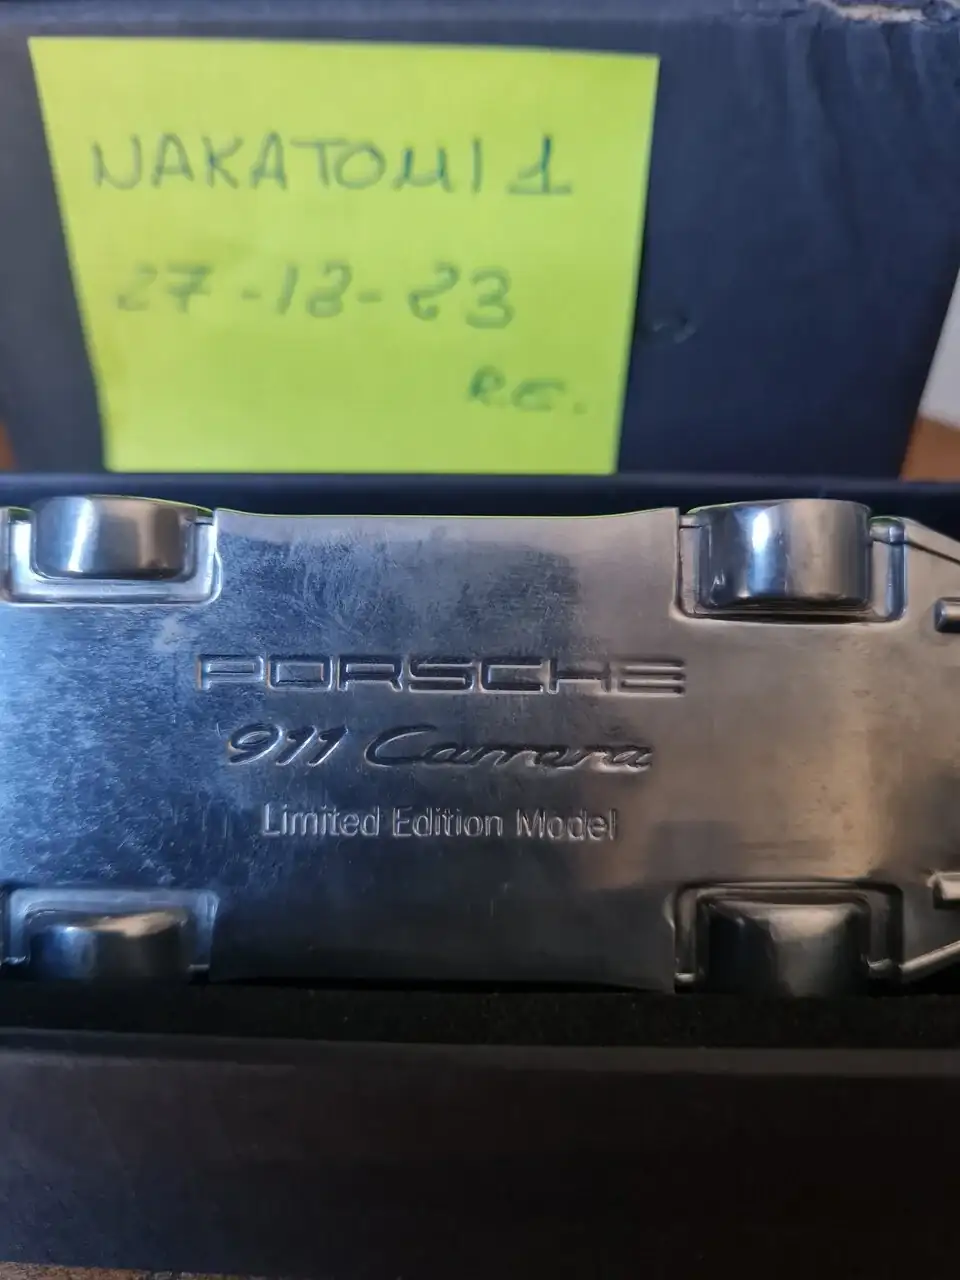 NAKATOMI 1
27-12-23
R.E.
PORSCHE
911 Carrera
Limited Edition Model